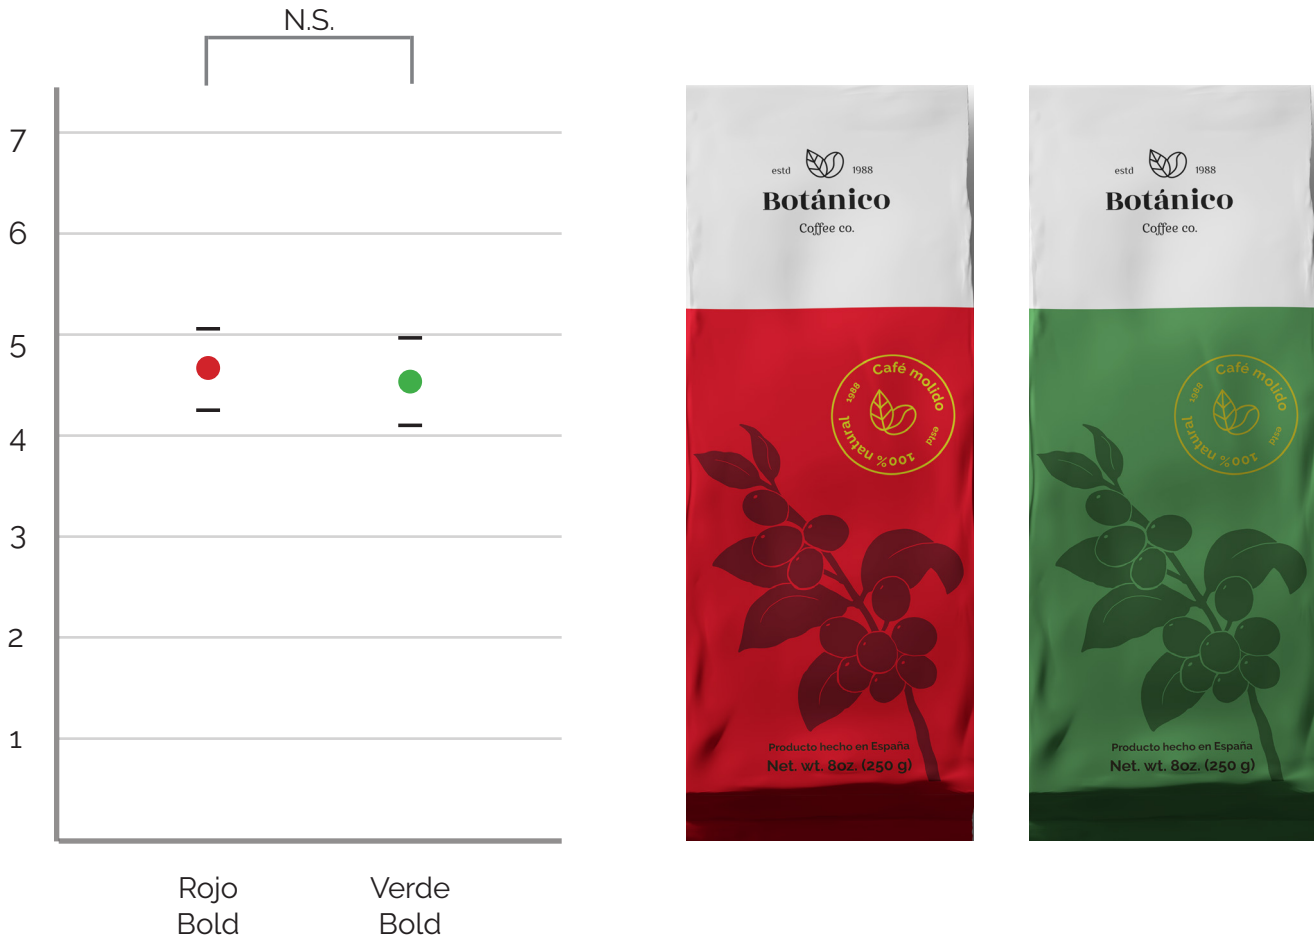 N.S.
7
6
5
4
3
2
1
Rojo
Bold
Verde
Bold
estd 1988
Botánico
Coffee co.
Café molido
1988
estd
100% natural
Producto hecho en España
Net. wt. 8oz. (250 g)
estd 1988
Botánico
Coffee co.
Café molido
1988
estd
100% natural
Producto hecho en España
Net. wt. 8oz. (250 g)